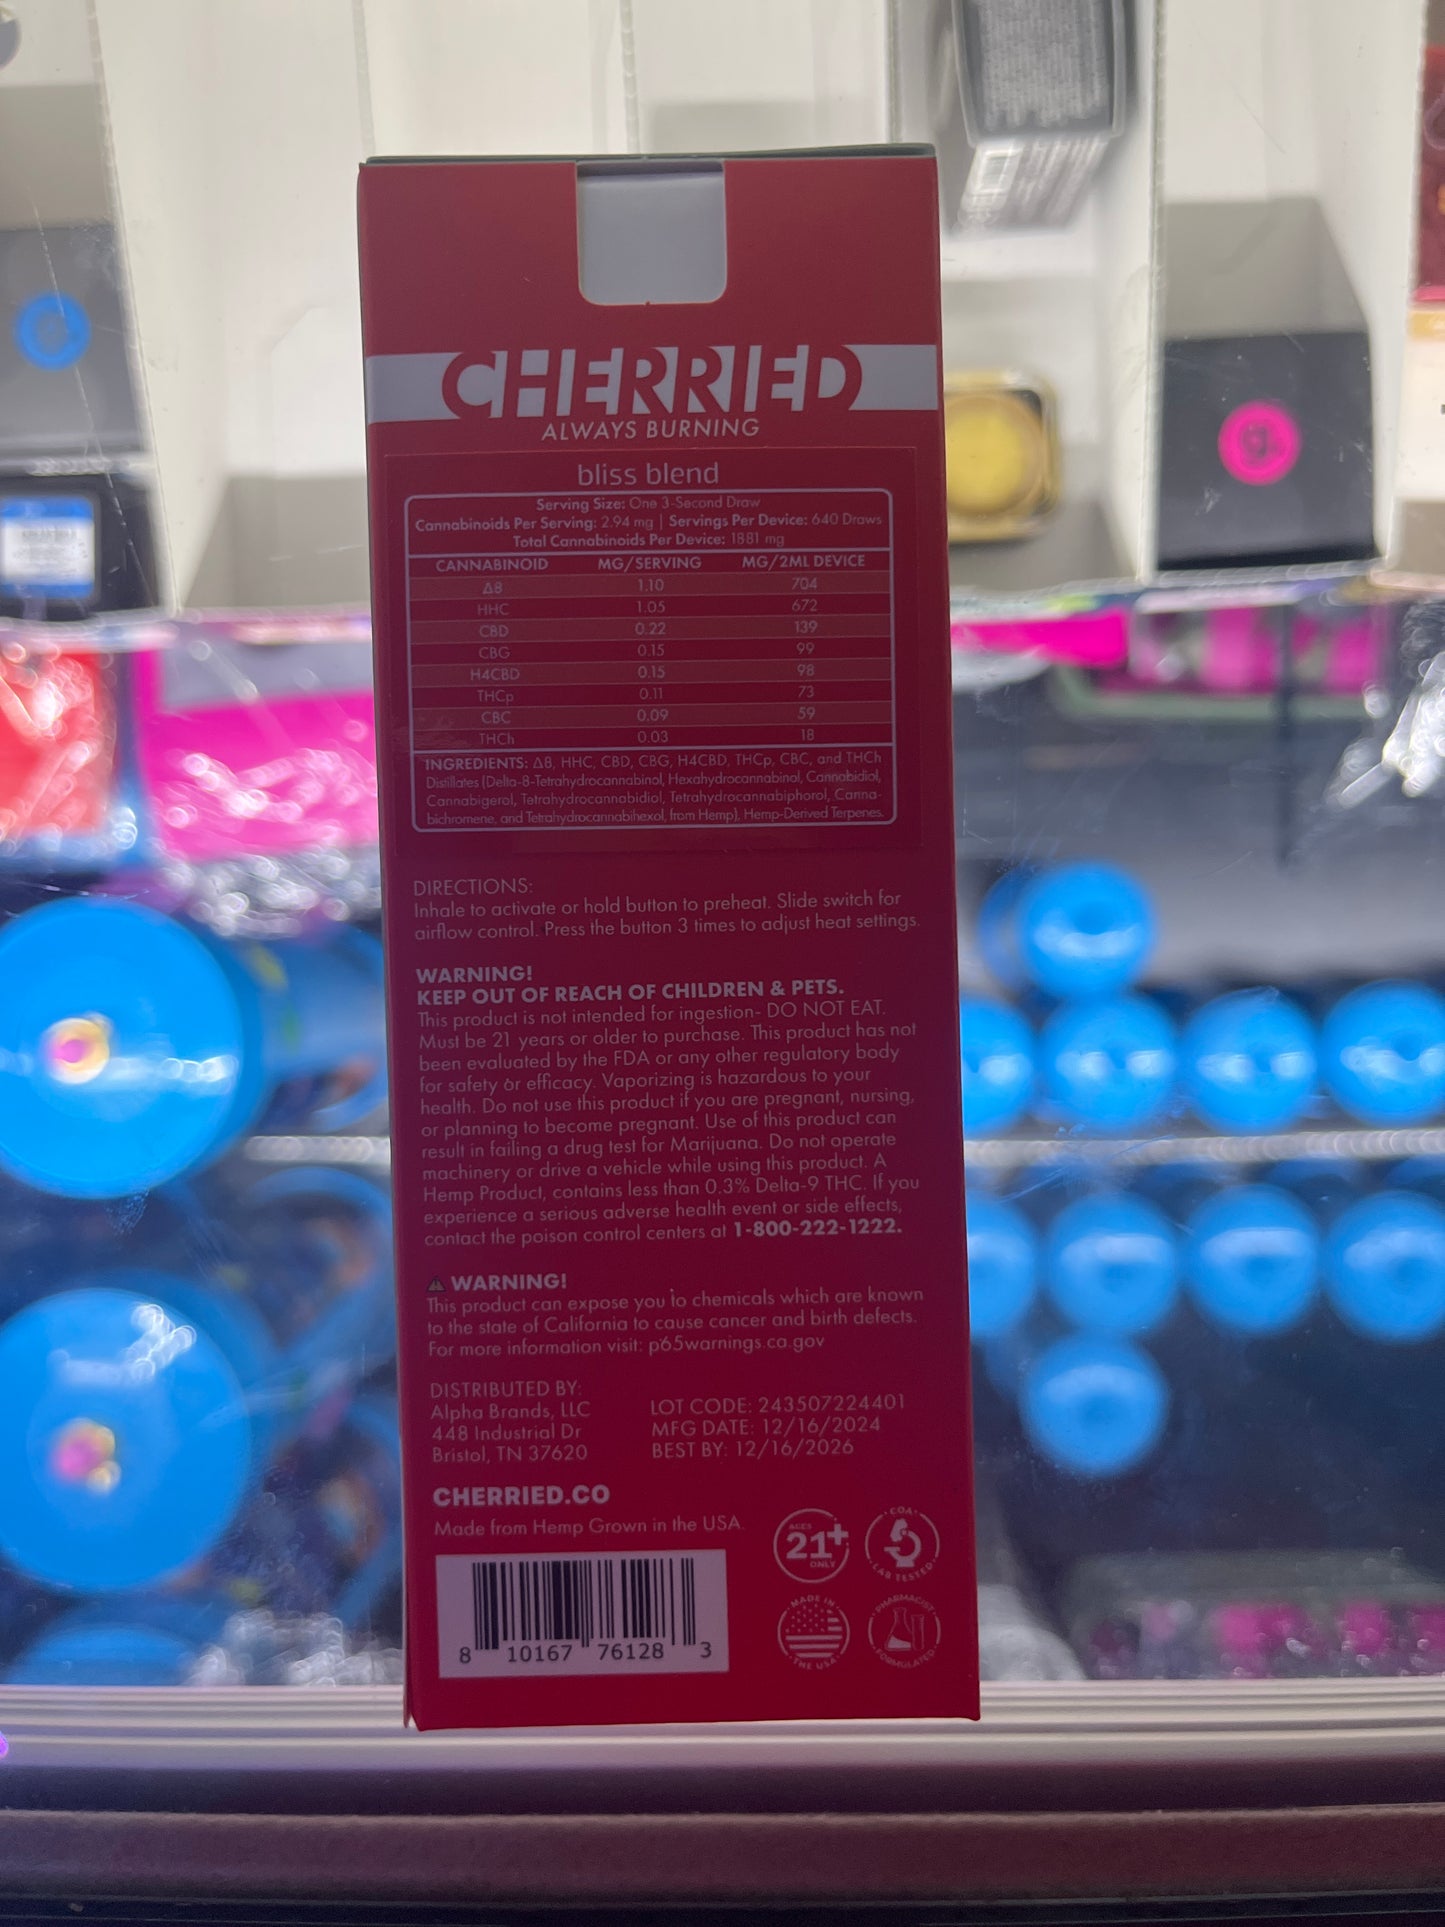 CHERRIED
ALWAYS BURNING
bliss blend
Serving Size: One 3-Second Draw
Cannabinoids Per Serving: 2.94 mg | Servings Per Device: 640 Draws
Total Cannabinoids Per Device: 1881 mg
CANNABINOID MG/SERVING MG/2ML DEVICE
Δ8 1.10 704
HHC 1.05 672
CBD 0.22 139
CBG 0.15 99
H4CBD 0.15 98
THCp 0.11 73
CBC 0.09 59
THCh 0.03 18
INGREDIENTS: Δ8, HHC, CBD, CBG, H4CBD, THCp, CBC, and THCh
Distillates (Delta-8-Tetrahydrocannabinol, Hexahydrocannabinol, Cannabidiol,
Cannabigerol, Tetrahydrocannabidiol, Tetrahydrocannabiphorol, Canna-
bichromene, and Tetrahydrocannabihexol, from Hemp), Hemp-Derived Terpenes.
DIRECTIONS:
Inhale to activate or hold button to preheat. Slide switch for
airflow control. Press the button 3 times to adjust heat settings.
WARNING!
KEEP OUT OF REACH OF CHILDREN & PETS.
This product is not intended for ingestion- DO NOT EAT.
Must be 21 years or older to purchase. This product has not
been evaluated by the FDA or any other regulatory body
for safety or efficacy. Vaporizing is hazardous to your
health. Do not use this product if you are pregnant, nursing,
or planning to become pregnant. Use of this product can
result in failing a drug test for Marijuana. Do not operate
machinery or drive a vehicle while using this product. A
Hemp Product, contains less than 0.3% Delta-9 THC. If you
experience a serious adverse health event or side effects,
contact the poison control centers at 1-800-222-1222.
⚠ WARNING!
This product can expose you to chemicals which are known
to the state of California to cause cancer and birth defects.
For more information visit: p65warnings.ca.gov
DISTRIBUTED BY:
Alpha Brands, LLC
448 Industrial Dr
Bristol, TN 37620
LOT CODE: 243507224401
MFG DATE: 12/16/2024
BEST BY: 12/16/2026
CHERRIED.CO
Made from Hemp Grown in the USA.
AGES
21+
ONLY
COA
LAB TESTED
MADE IN
THE USA
PHARMACIST
FORMULATED
8 10167 76128 3
g.